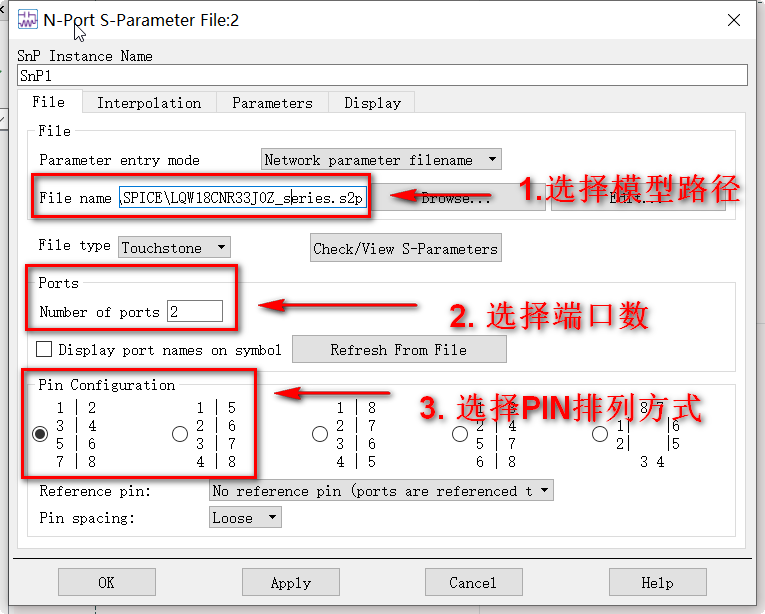 N-Port S-Parameter File:2
SnP Instance Name
SnP1
File Interpolation Parameters Display
File
Parameter entry mode Network parameter filename
File name \SPICE\LQW18CNR33J0Z_series.s2p Browse... Edit...
1.选择模型路径
File type Touchstone Check/View S-Parameters
Ports
Number of ports 2
2. 选择端口数
Display port names on symbol Refresh From File
Pin Configuration
3. 选择PIN排列方式
1 | 2 1 | 5 1 | 8 8 7
3 | 4 2 | 6 2 | 7 2 | 4 1| |6
5 | 6 3 | 7 3 | 6 5 | 7 2| |5
7 | 8 4 | 8 4 | 5 6 | 8 3 4
Reference pin: No reference pin (ports are referenced t
Pin spacing: Loose
OK Apply Cancel Help